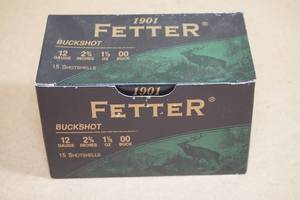 1901
FETTER®
BUCKSHOT
12 2¾ 1⅛ 00
GAUGE INCHES OZ BUCK
15 SHOTSHELLS
1901
FETTER®
BUCKSHOT
12 2¾ 1⅛ 00
GAUGE INCHES OZ BUCK
15 SHOTSHELLS